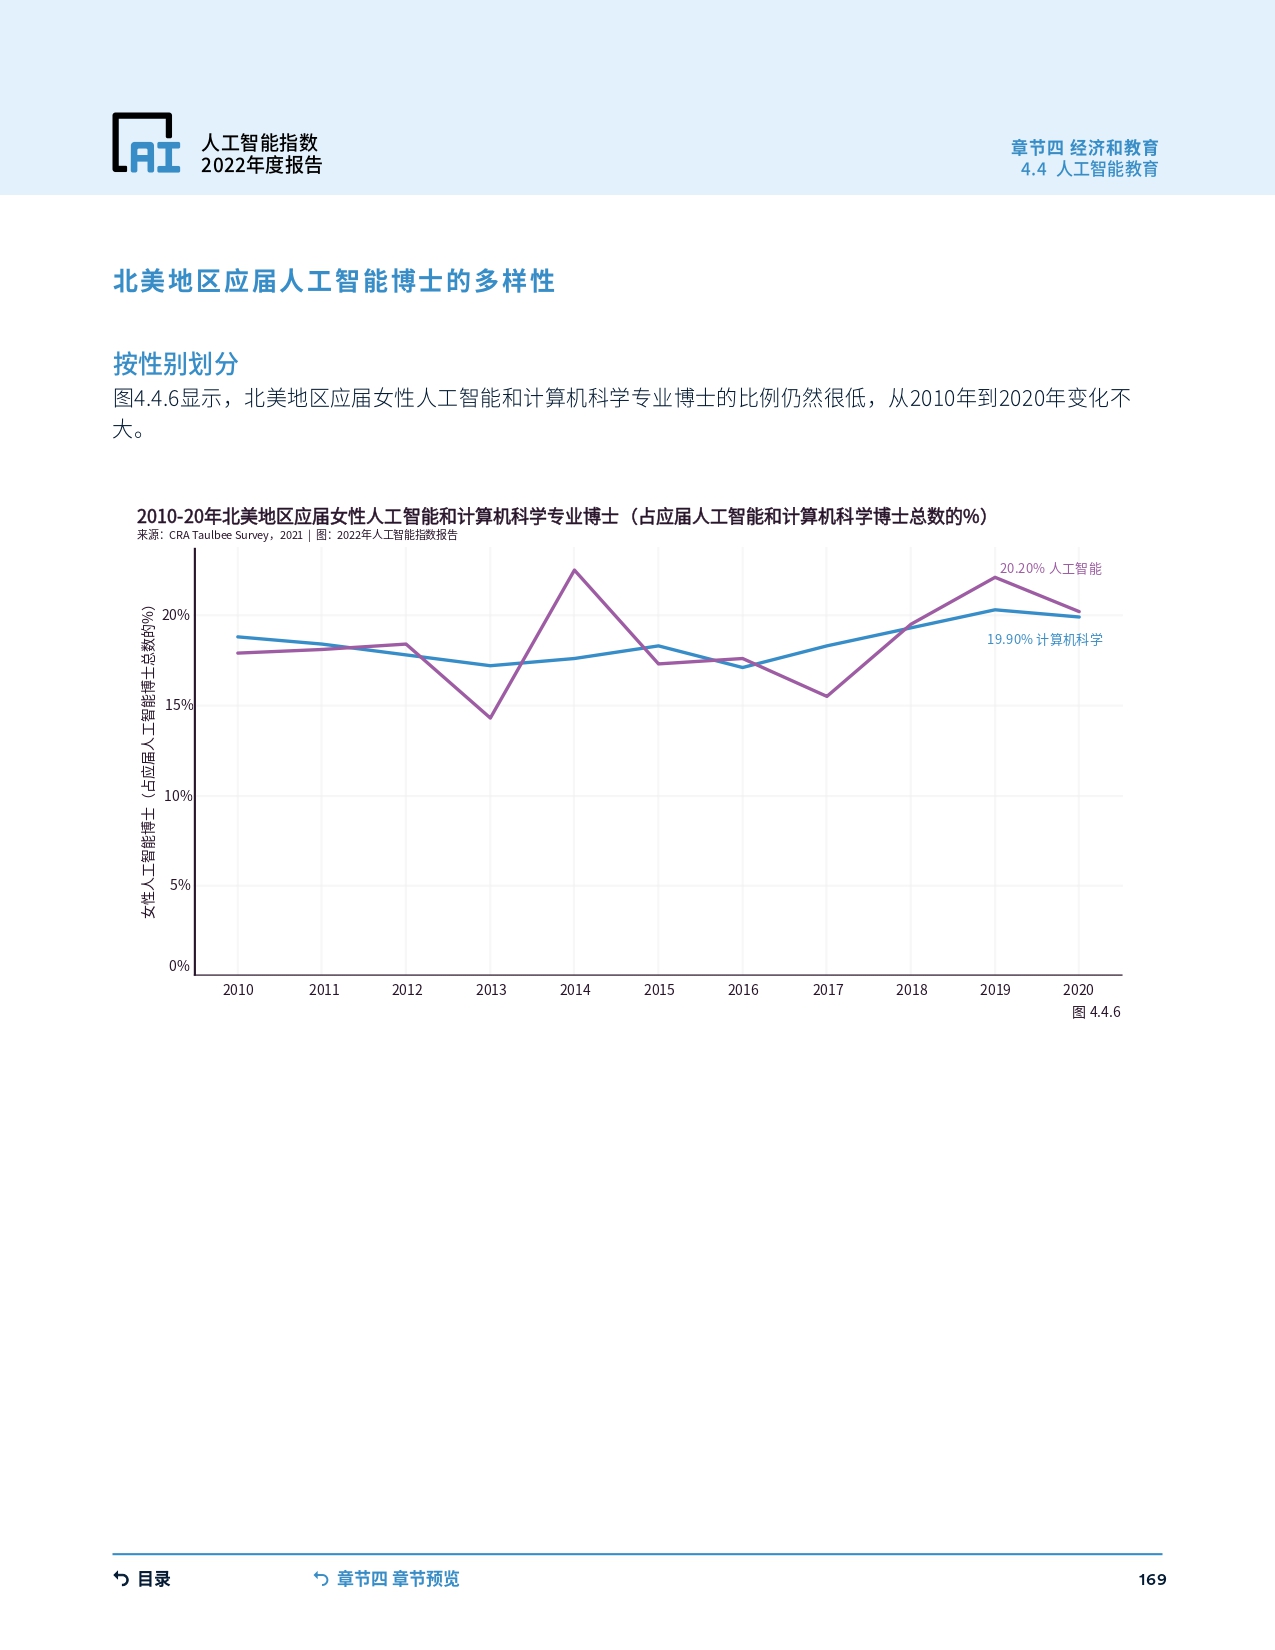 人工智能指数
2022年度报告
章节四 经济和教育
4.4 人工智能教育
北美地区应届人工智能博士的多样性
按性别划分
图4.4.6显示，北美地区应届女性人工智能和计算机科学专业博士的比例仍然很低，从2010年到2020年变化不
大。
2010-20年北美地区应届女性人工智能和计算机科学专业博士（占应届人工智能和计算机科学博士总数的%）
来源：CRA Taulbee Survey，2021 | 图：2022年人工智能指数报告
女性人工智能博士（占应届人工智能博士总数的%）
20%
15%
10%
5%
0%
20.20% 人工智能
19.90% 计算机科学
2010 2011 2012 2013 2014 2015 2016 2017 2018 2019 2020
图 4.4.6
目录 章节四 章节预览 169